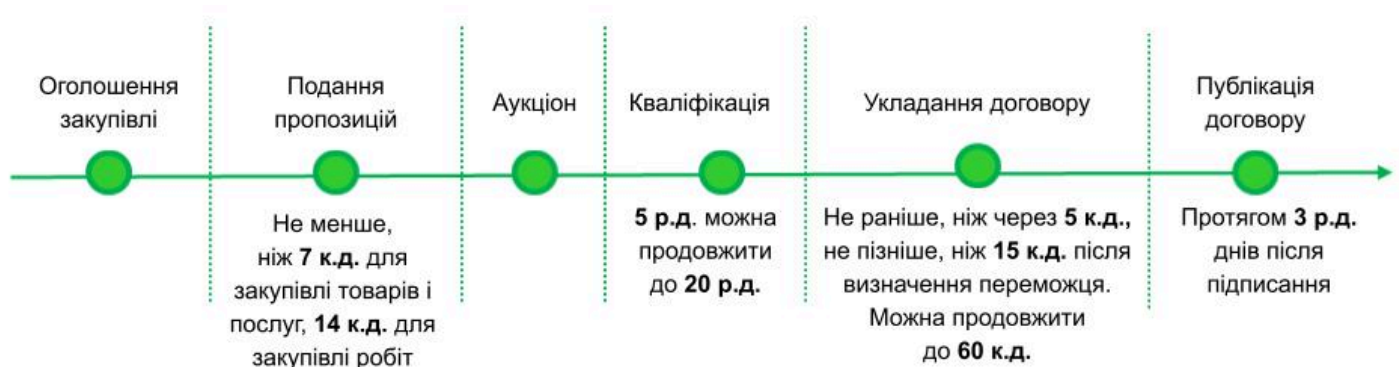 Оголошення
закупівлі
Подання
пропозицій
Не менше,
ніж 7 к.д. для
закупівлі товарів і
послуг, 14 к.д. для
закупівлі робіт
Аукціон
Кваліфікація
5 р.д. можна
продовжити
до 20 р.д.
Укладання договору
Не раніше, ніж через 5 к.д.,
не пізніше, ніж 15 к.д. після
визначення переможця.
Можна продовжити
до 60 к.д.
Публікація
договору
Протягом 3 р.д.
днів після
підписання